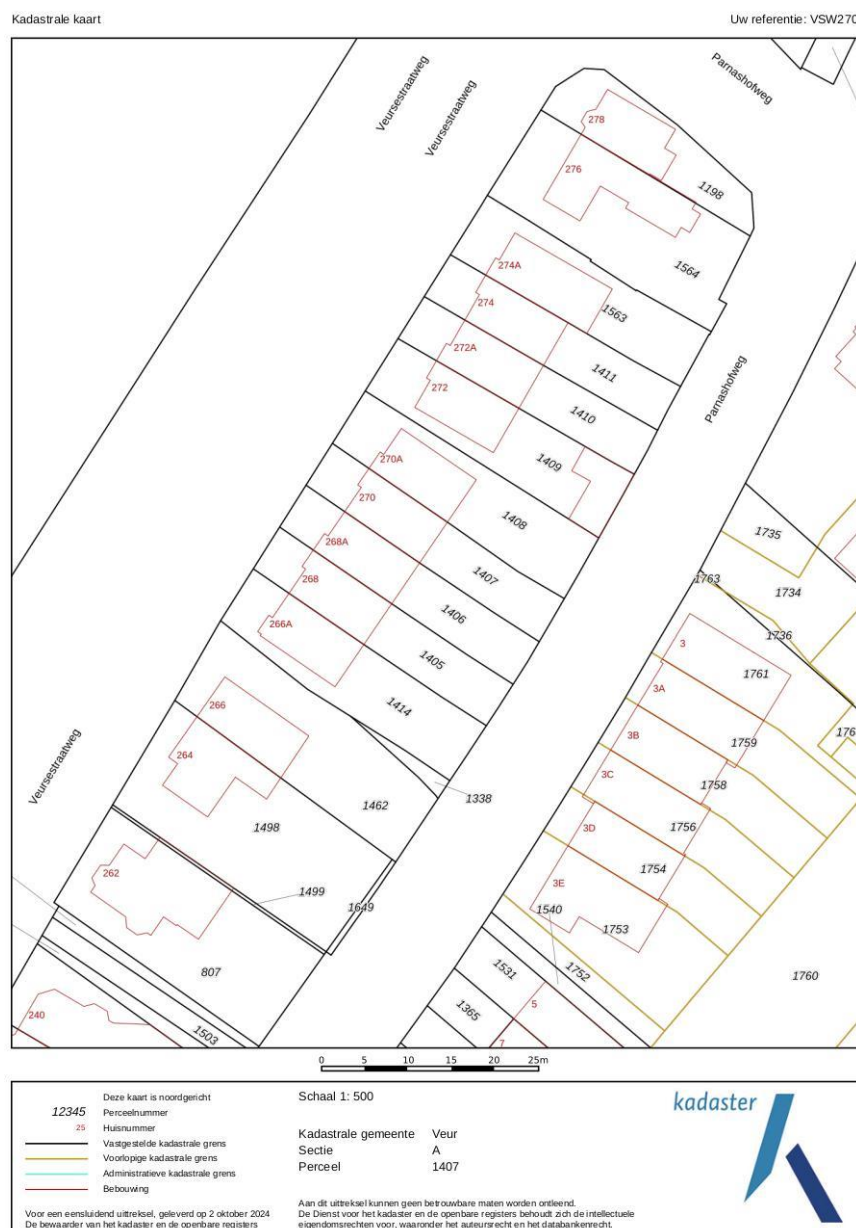 Kadastrale kaart
Uw referentie: VSW270
Veursestraatweg
Veursestraatweg
Parnashofweg
278
276
1198
1564
274A
274
1563
272A
1411
272
1410
Parnashofweg
270A
1409
270
1408
268A
1407
1735
268
1406
1763
1734
266A
1405
1736
3
1761
1414
3A
266
3B
1759
264
3C
1758
Veursestraatweg
1338
1462
1498
3D
1756
262
1754
3E
1499
1649
1540
1753
807
1531
1752
1760
240
1503
1365
5
7
0 5 10 15 20 25m
Deze kaart is noordgericht
12345 Perceelnummer
25 Huisnummer
Vastgestelde kadastrale grens
Voorlopige kadastrale grens
Administratieve kadastrale grens
Bebouwing
Voor een eensluidend uittreksel, geleverd op 2 oktober 2024
De bewaarder van het kadaster en de openbare registers
Schaal 1: 500
Kadastrale gemeente Veur
Sectie A
Perceel 1407
Aan dit uittreksel kunnen geen betrouwbare maten worden ontleend.
De Dienst voor het kadaster en de openbare registers behoudt zich de intellectuele
eigendomsrechten voor, waaronder het auteursrecht en het databankenrecht.
kadaster